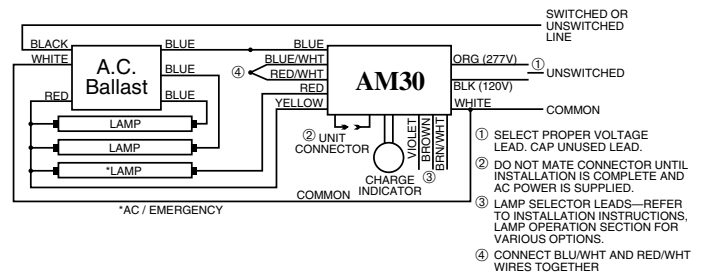 SWITCHED OR
UNSWITCHED
LINE
BLACK
BLUE
BLUE
WHITE
A.C.
Ballast
BLUE
BLUE/WHT
④
RED/WHT
AM30
ORG (277V)
①
UNSWITCHED
RED
BLUE
RED
BLK (120V)
YELLOW
WHITE
COMMON
LAMP
LAMP
*LAMP
② UNIT
CONNECTOR
VIOLET
BROWN
BRN/WHT
③
CHARGE
INDICATOR
COMMON
*AC / EMERGENCY
① SELECT PROPER VOLTAGE
LEAD. CAP UNUSED LEAD.
② DO NOT MATE CONNECTOR UNTIL
INSTALLATION IS COMPLETE AND
AC POWER IS SUPPLIED.
③ LAMP SELECTOR LEADS—REFER
TO INSTALLATION INSTRUCTIONS,
LAMP OPERATION SECTION FOR
VARIOUS OPTIONS.
④ CONNECT BLU/WHT AND RED/WHT
WIRES TOGETHER